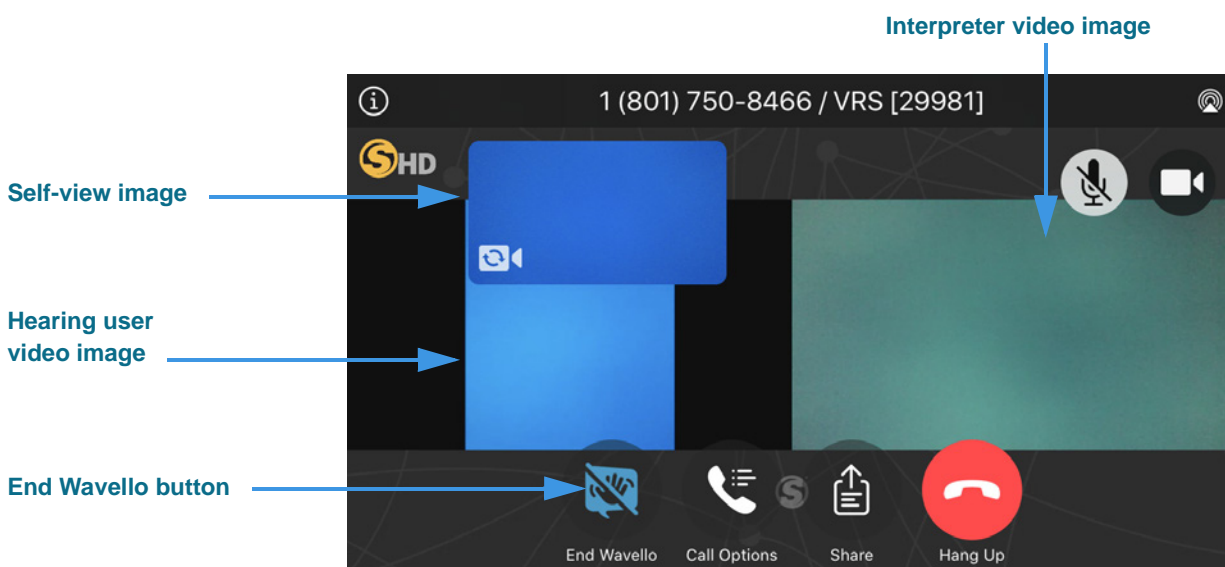 Interpreter video image
1 (801) 750-8466 / VRS [29981]
SHD
Self-view image
Hearing user
video image
End Wavello button
S
End Wavello Call Options Share Hang Up